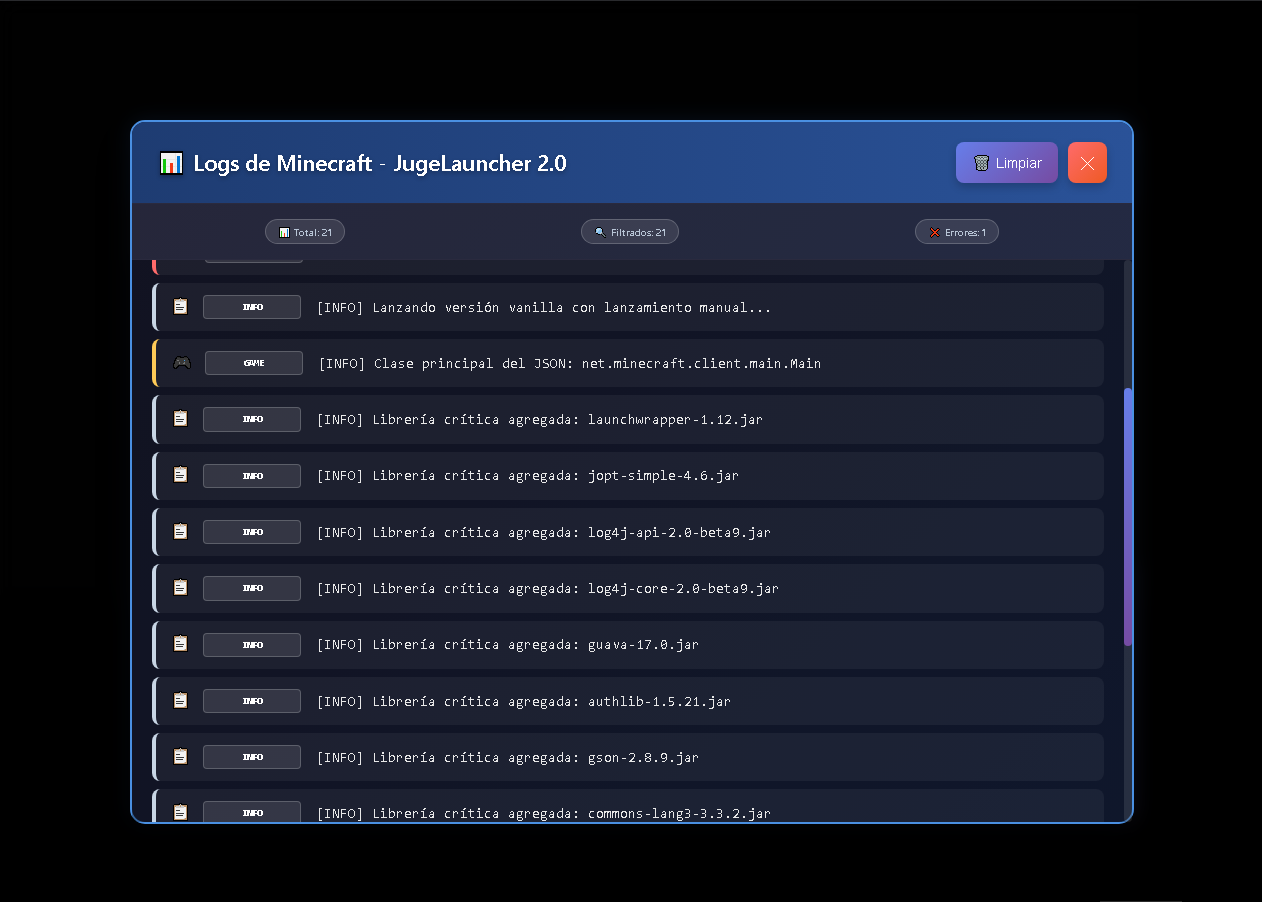 Logs de Minecraft - JugeLauncher 2.0
Limpiar
Total: 21
Filtrados: 21
Errores: 1
INFO [INFO] Lanzando versión vanilla con lanzamiento manual...
GAME [INFO] Clase principal del JSON: net.minecraft.client.main.Main
INFO [INFO] Librería crítica agregada: launchwrapper-1.12.jar
INFO [INFO] Librería crítica agregada: jopt-simple-4.6.jar
INFO [INFO] Librería crítica agregada: log4j-api-2.0-beta9.jar
INFO [INFO] Librería crítica agregada: log4j-core-2.0-beta9.jar
INFO [INFO] Librería crítica agregada: guava-17.0.jar
INFO [INFO] Librería crítica agregada: authlib-1.5.21.jar
INFO [INFO] Librería crítica agregada: gson-2.8.9.jar
INFO [INFO] Librería crítica agregada: commons-lang3-3.3.2.jar